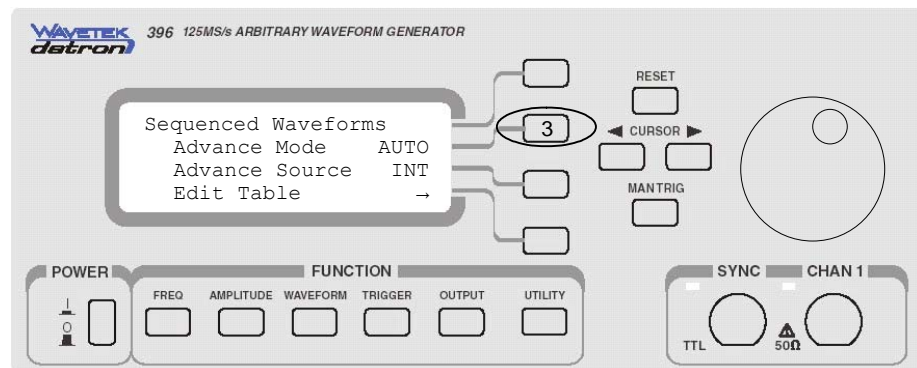 WAVETEK
datron
396 125MS/s ARBITRARY WAVEFORM GENERATOR
Sequenced Waveforms
Advance Mode AUTO
Advance Source INT
Edit Table →
3
RESET
◄ CURSOR ►
MAN TRIG
POWER
I
O
FUNCTION
FREQ AMPLITUDE WAVEFORM TRIGGER OUTPUT UTILITY
SYNC CHAN 1
TTL
50Ω